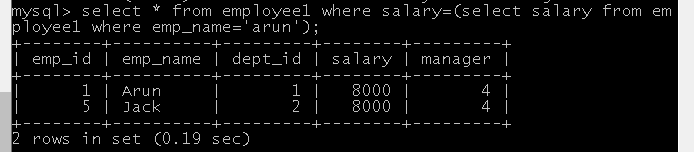 mysql> select * from employee1 where salary=(select salary from em
ployee1 where emp_name='arun');
+--------+----------+---------+--------+---------+
| emp_id | emp_name | dept_id | salary | manager |
+--------+----------+---------+--------+---------+
|      1 | Arun     |       1 |   8000 |       4 |
|      5 | Jack     |       2 |   8000 |       4 |
+--------+----------+---------+--------+---------+
2 rows in set (0.19 sec)